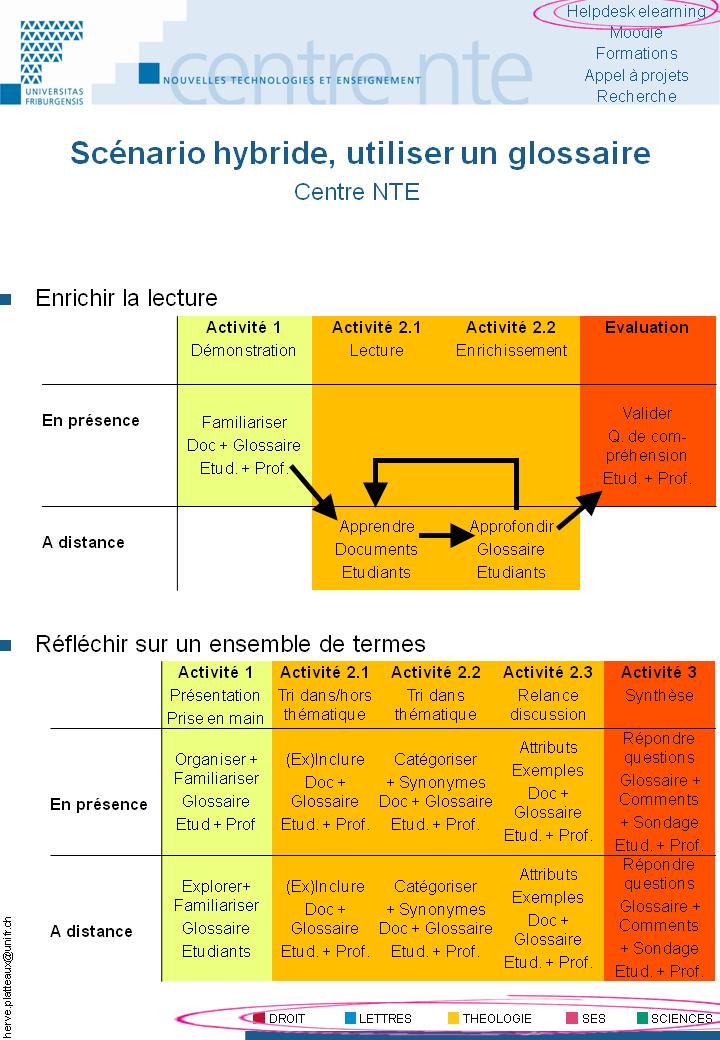 Helpdesk elearning
Moodle
Formations
Appel à projets
Recherche
UNIVERSITAS
FRIBURGENSIS
centre nte
NOUVELLES TECHNOLOGIES ET ENSEIGNEMENT
Scénario hybride, utiliser un glossaire
Centre NTE
Enrichir la lecture
Activité 1 Activité 2.1 Activité 2.2 Evaluation
Démonstration Lecture Enrichissement
En présence
Familiariser
Doc + Glossaire
Etud. + Prof.
Valider
Q. de com-
préhension
Etud. + Prof.
A distance
Apprendre
Documents
Etudiants
Approfondir
Glossaire
Etudiants
Réfléchir sur un ensemble de termes
Activité 1 Activité 2.1 Activité 2.2 Activité 2.3 Activité 3
Présentation
Prise en main
Tri dans/hors
thématique
Tri dans
thématique
Relance
discussion
Synthèse
En présence
Organiser +
Familiariser
Glossaire
Etud + Prof
(Ex)Inclure
Doc +
Glossaire
Etud. + Prof.
Catégoriser
+ Synonymes
Doc + Glossaire
Etud. + Prof.
Attributs
Exemples
Doc +
Glossaire
Etud. + Prof.
Répondre
questions
Glossaire +
Comments
+ Sondage
Etud. + Prof.
A distance
Explorer+
Familiariser
Glossaire
Etudiants
(Ex)Inclure
Doc +
Glossaire
Etud. + Prof.
Catégoriser
+ Synonymes
Doc + Glossaire
Etud. + Prof.
Attributs
Exemples
Doc +
Glossaire
Etud. + Prof.
Répondre
questions
Glossaire +
Comments
+ Sondage
Etud. + Prof.
herve.platteaux@unifr.ch
DROIT LETTRES THEOLOGIE SES SCIENCES